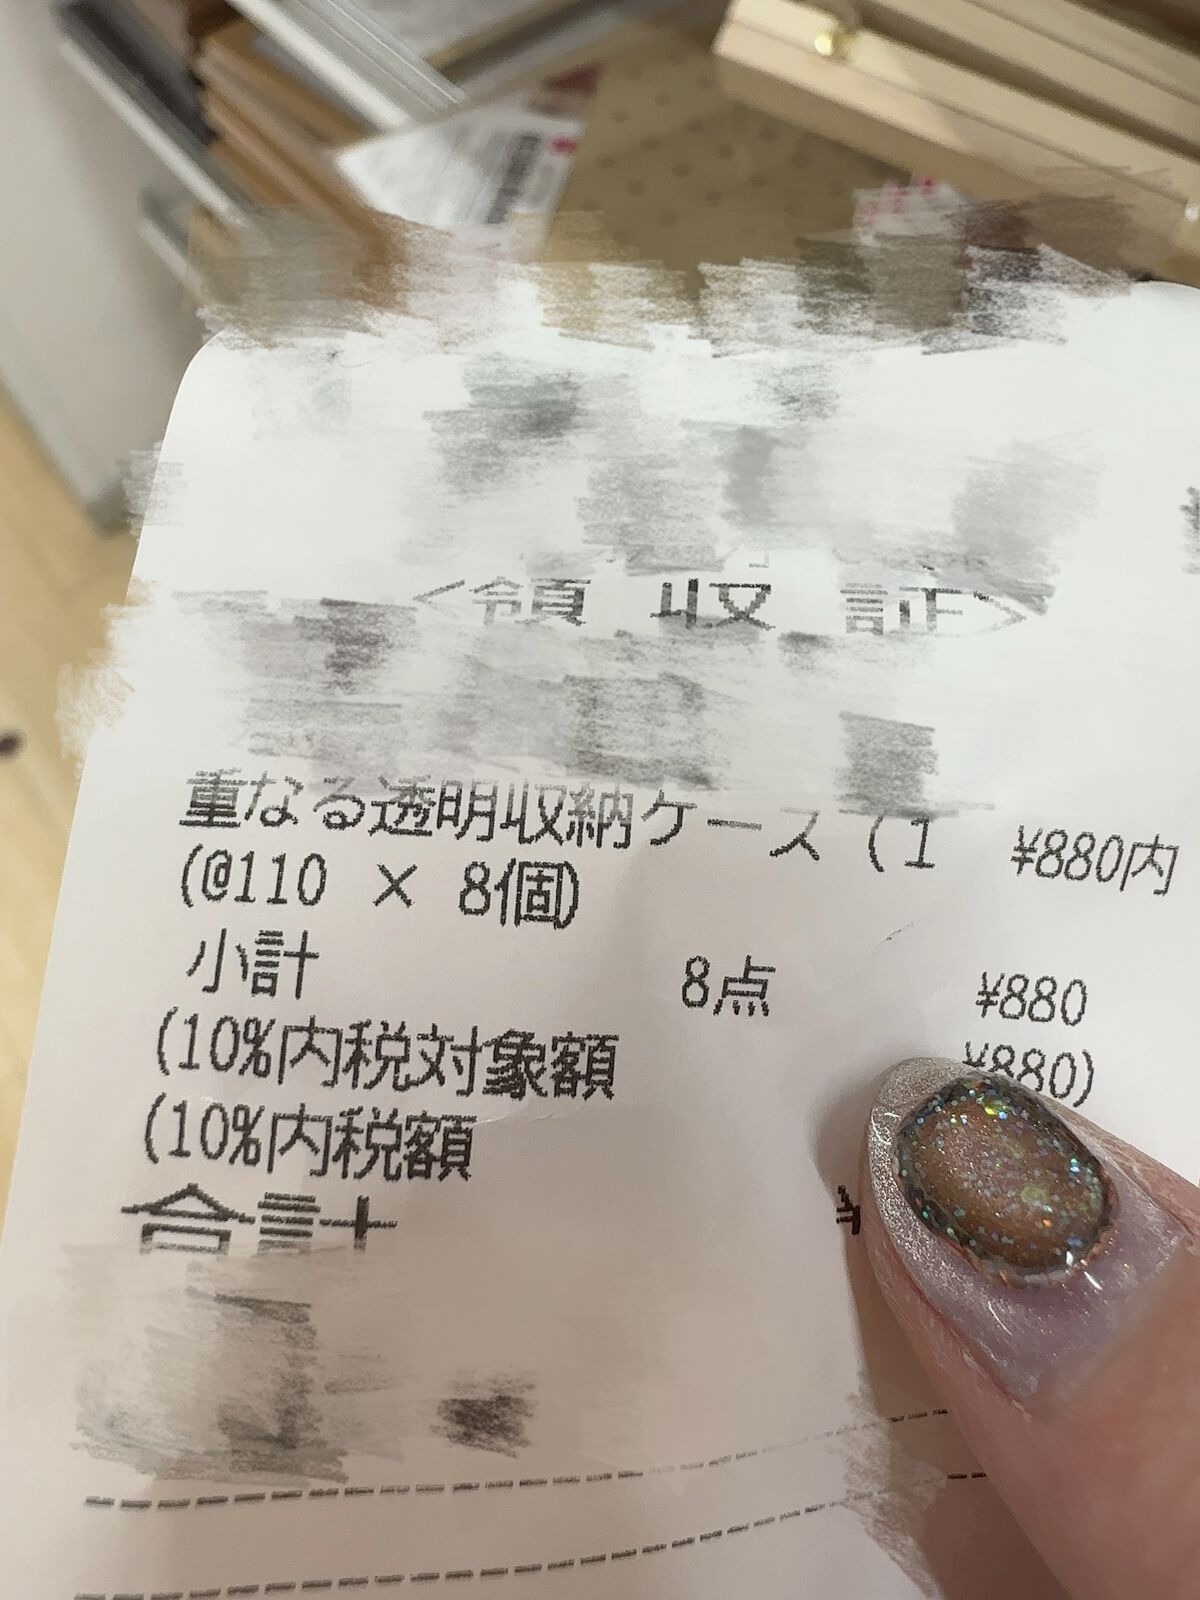 <領 収 証>
重なる透明収納ケース(1 ¥880内
(@110 × 8個)
小計 8点 ¥880
(10%内税対象額 ¥880)
(10%内税額
合計